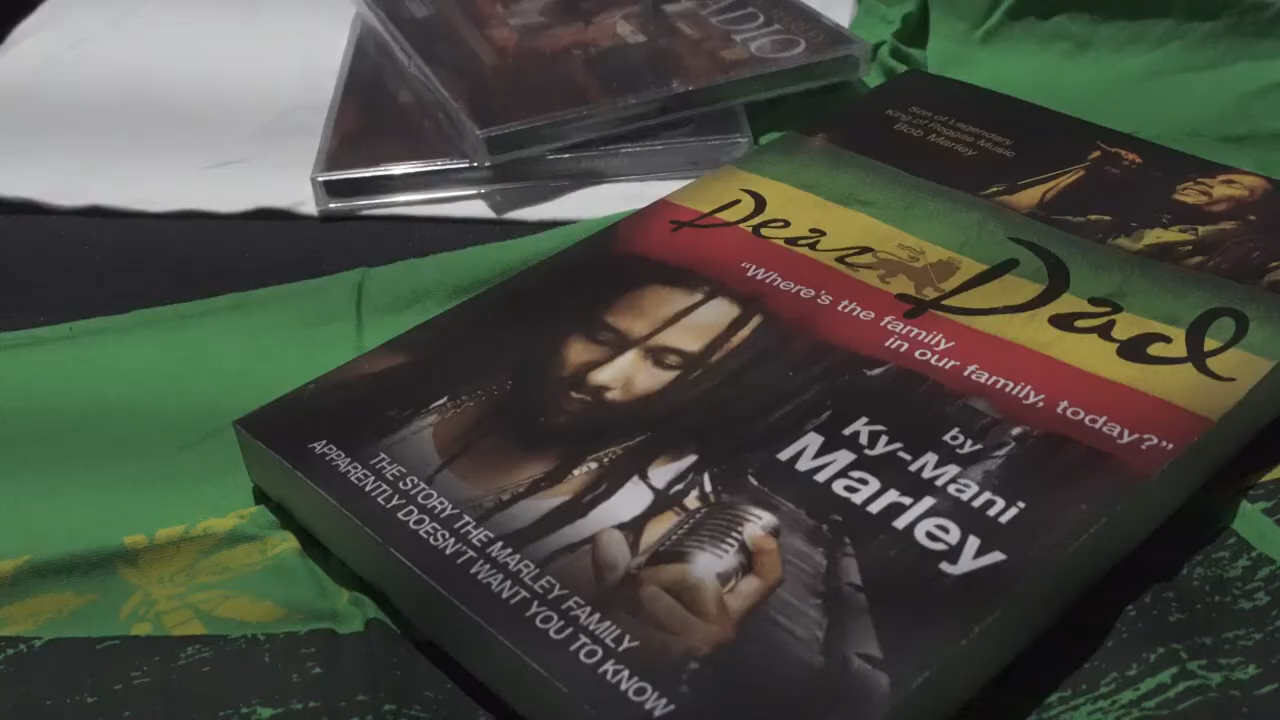 ADIO
Son of Legendary
King of Reggae Music
Bob Marley
Dear Dad
"Where's the family
in our family, today?"
by
Ky-Mani
Marley
THE STORY THE MARLEY FAMILY
APPARENTLY DOESN'T WANT YOU TO KNOW